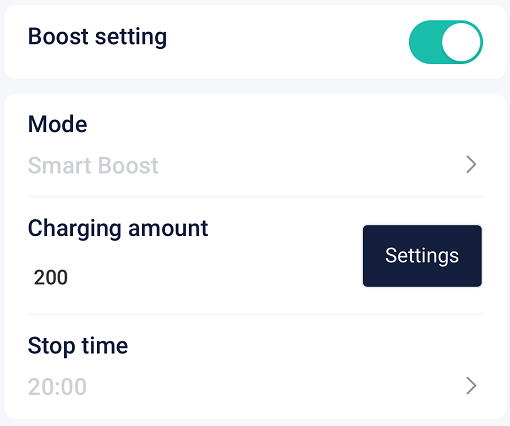 Boost setting
Mode
Smart Boost
Charging amount
200
Settings
Stop time
20:00